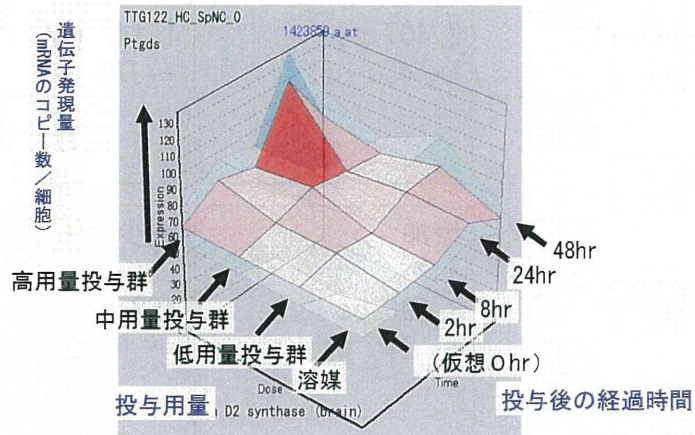 TTG122_HC_SpNC_0
Ptgds
1423859_a_at
遺伝子発現量
(mRNAのコピー数/細胞)
130
120
110
100
90
80
70
60
50
40
30
20
Expression
高用量投与群
中用量投与群
低用量投与群
溶媒
(仮想0hr)
2hr
8hr
24hr
48hr
Dose
Time
投与用量
D2 synthase (brain)
投与後の経過時間